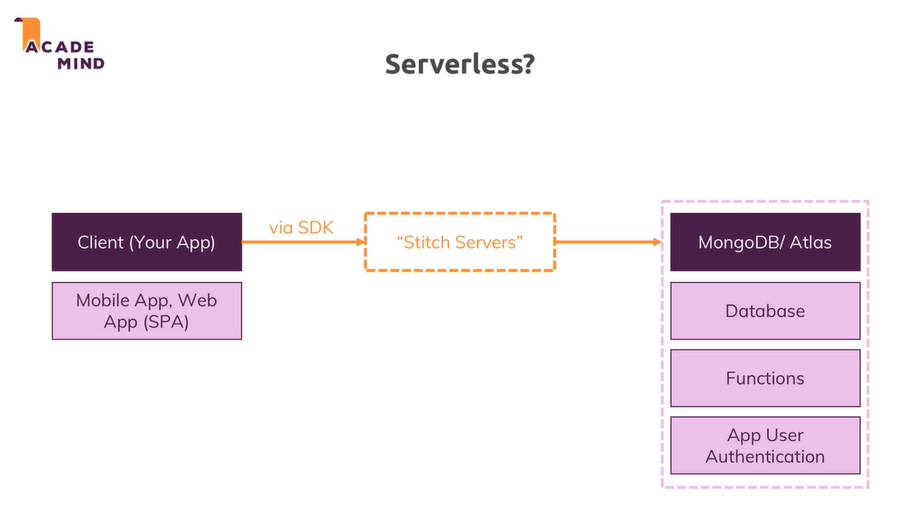 ACADE
MIND
Serverless?
Client (Your App)
via SDK
“Stitch Servers”
MongoDB/ Atlas
Mobile App, Web
App (SPA)
Database
Functions
App User
Authentication